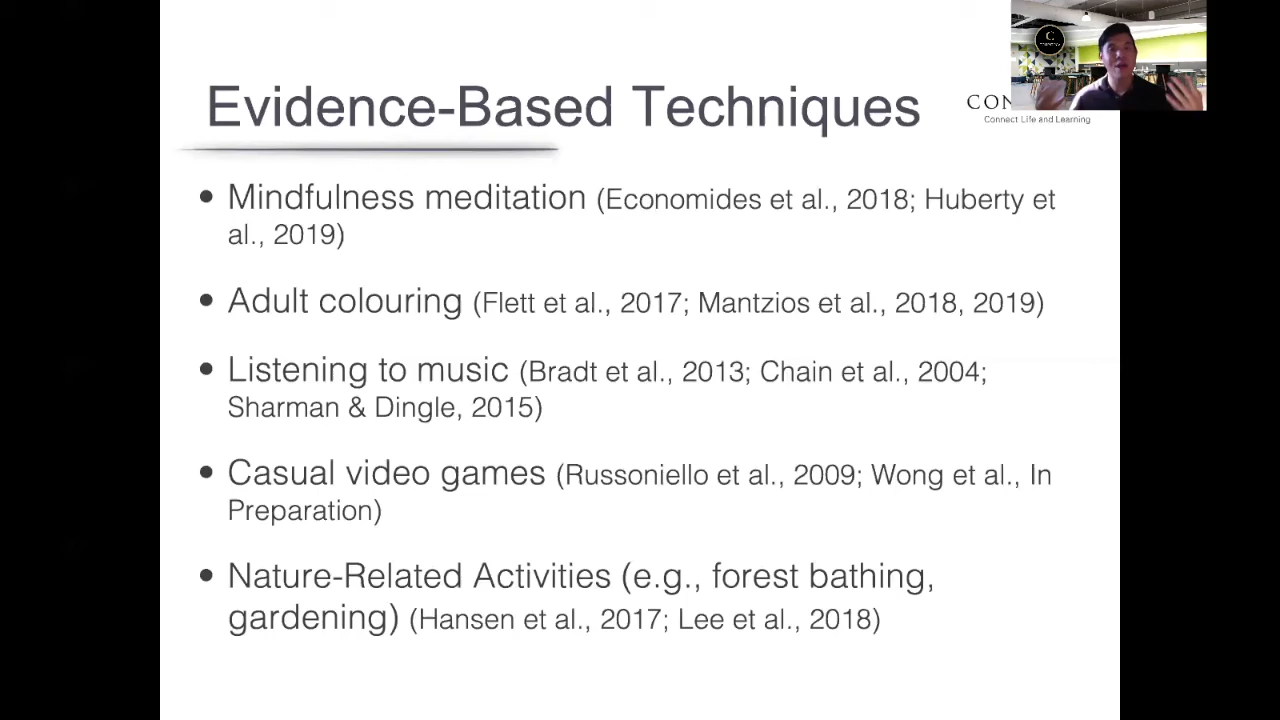 Evidence-Based Techniques
CON
Connect Life and Learning
C
• Mindfulness meditation (Economides et al., 2018; Huberty et
al., 2019)
• Adult colouring (Flett et al., 2017; Mantzios et al., 2018, 2019)
• Listening to music (Bradt et al., 2013; Chain et al., 2004;
Sharman & Dingle, 2015)
• Casual video games (Russoniello et al., 2009; Wong et al., In
Preparation)
• Nature-Related Activities (e.g., forest bathing,
gardening) (Hansen et al., 2017; Lee et al., 2018)